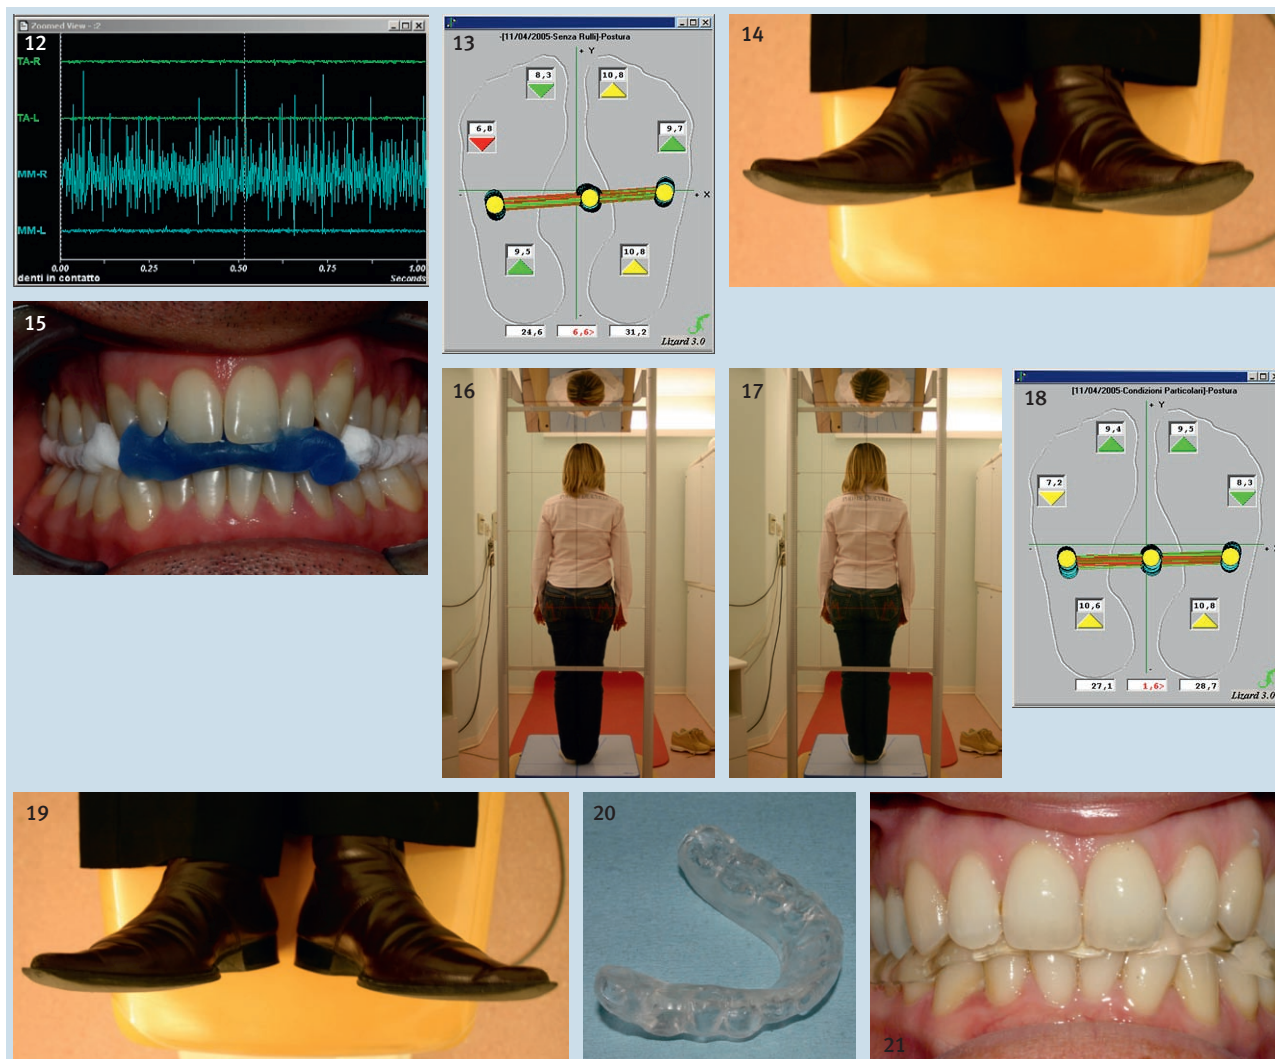 Zoomed View - :2
12
TA-R
TA-L
MM-R
MM-L
0.00 0.25 0.50 0.75 1.00
denti in contatto Seconds
13
-[11/04/2005-Senza Rulli]-Postura
+ Y
8,3 10,8
6,8 9,7
- + X
9,5 10,8
-
24,6 6,6> 31,2
Lizard 3.0
14
15
16
17
18
[11/04/2005-Condizioni Particolari]-Postura
+ Y
9,4 9,5
7,2 8,3
- +
10,6 10,8
-
27,1 1,6> 28,7
Lizard 3.0
19
20
21